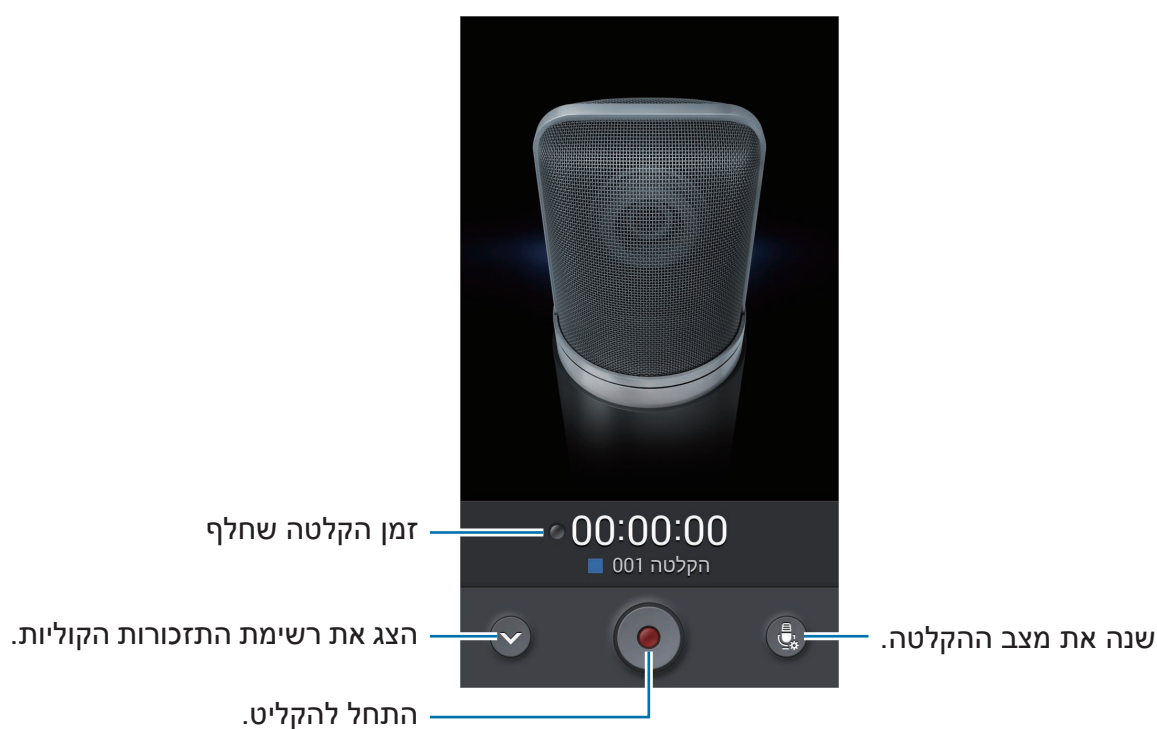 00:00:00
זמן הקלטה שחלף
הקלטה 001
הצג את רשימת התזכורות הקוליות.
שנה את מצב ההקלטה.
התחל להקליט.